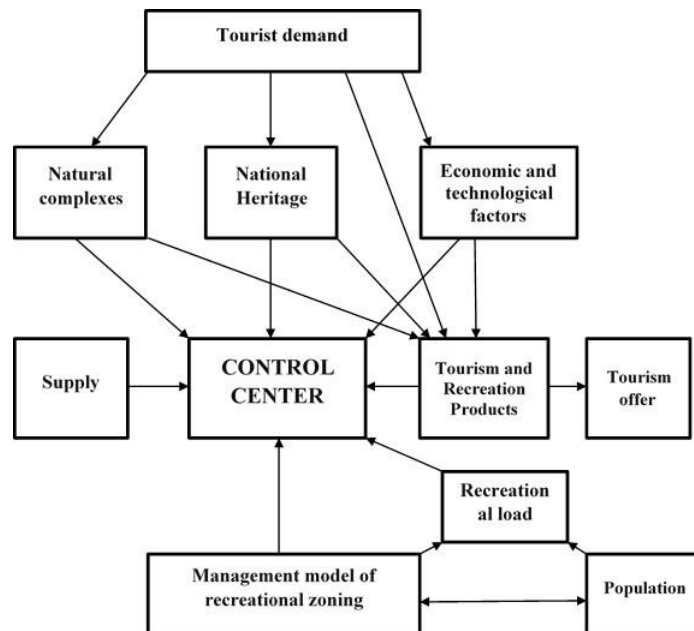 Tourist demand
Natural
complexes
National
Heritage
Economic and
technological
factors
Supply
CONTROL
CENTER
Tourism and
Recreation
Products
Tourism
offer
Recreation
al load
Management model of
recreational zoning
Population